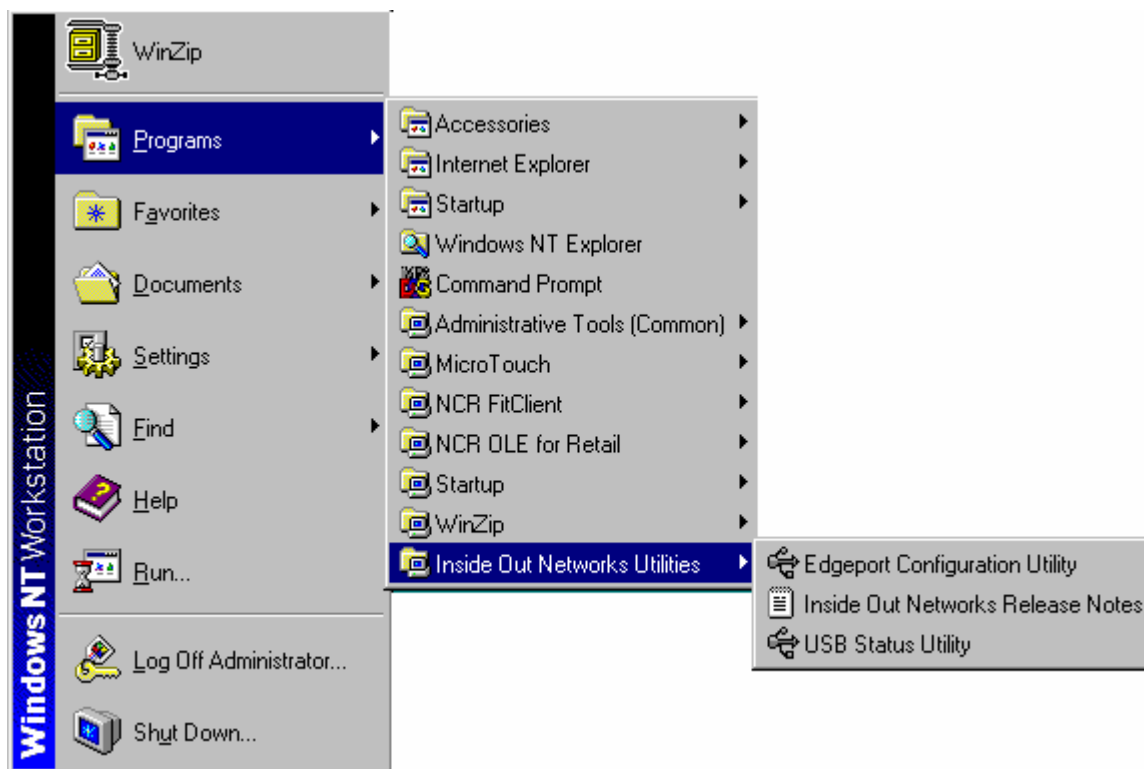 WinZip
Programs
Favorites
Documents
Settings
Find
Help
Run...
Log Off Administrator...
Shut Down...
Windows NT Workstation
Accessories
Internet Explorer
Startup
Windows NT Explorer
Command Prompt
Administrative Tools (Common)
MicroTouch
NCR FitClient
NCR OLE for Retail
Startup
WinZip
Inside Out Networks Utilities
Edgeport Configuration Utility
Inside Out Networks Release Notes
USB Status Utility